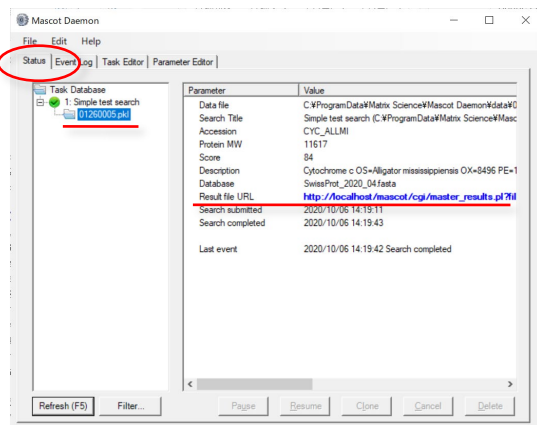 Mascot Daemon
File Edit Help
Status Event Log Task Editor Parameter Editor
Task Database
1: Simple test search
01260005.pkl
Parameter Value
Data file C:¥ProgramData¥Matrix Science¥Mascot Daemon¥data¥0
Search Title Simple test search (C:¥ProgramData¥Matrix Science¥Masc
Accession CYC_ALLMI
Protein MW 11617
Score 84
Description Cytochrome c OS=Alligator mississippiensis OX=8496 PE=1
Database SwissProt_2020_04.fasta
Result file URL http://localhost/mascot/cgi/master_results.pl?fil
Search submitted 2020/10/06 14:19:11
Search completed 2020/10/06 14:19:43
Last event 2020/10/06 14:19:42 Search completed
Refresh (F5) Filter... Pause Resume Clone Cancel Delete